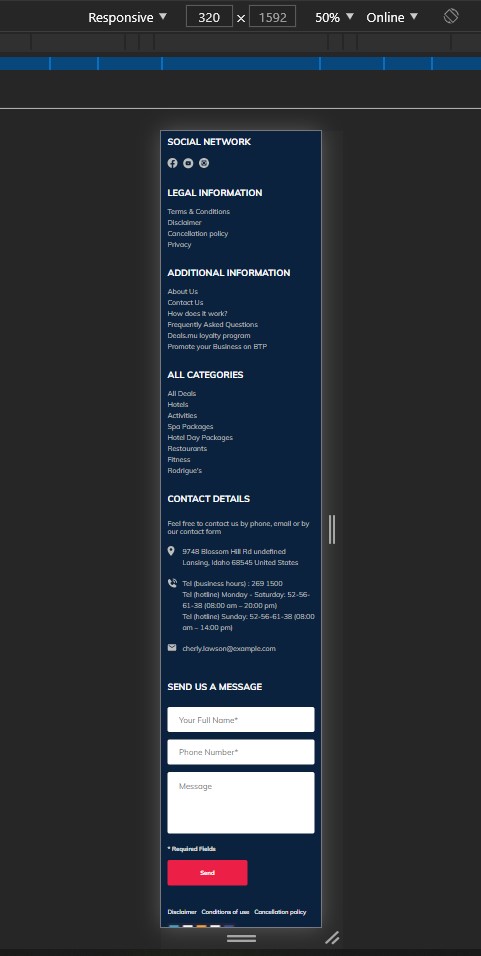 Responsive ▼ 320 × 1592 50% ▼ Online ▼
SOCIAL NETWORK
LEGAL INFORMATION
Terms & Conditions
Disclaimer
Cancellation policy
Privacy
ADDITIONAL INFORMATION
About Us
Contact Us
How does it work?
Frequently Asked Questions
Deals.mu loyalty program
Promote your Business on BTP
ALL CATEGORIES
All Deals
Hotels
Activities
Spa Packages
Hotel Day Packages
Restaurants
Fitness
Rodrigue's
CONTACT DETAILS
Feel free to contact us by phone, email or by
our contact form
9748 Blossom Hill Rd undefined
Lansing, Idaho 68545 United States
Tel (business hours) : 269 1500
Tel (hotline) Monday - Saturday: 52-56-
61-38 (08:00 am – 20:00 pm)
Tel (hotline) Sunday: 52-56-61-38 (08:00
am – 14:00 pm)
cherly.lawson@example.com
SEND US A MESSAGE
Your Full Name*
Phone Number*
Message
* Required Fields
Send
Disclaimer Conditions of use Cancellation policy